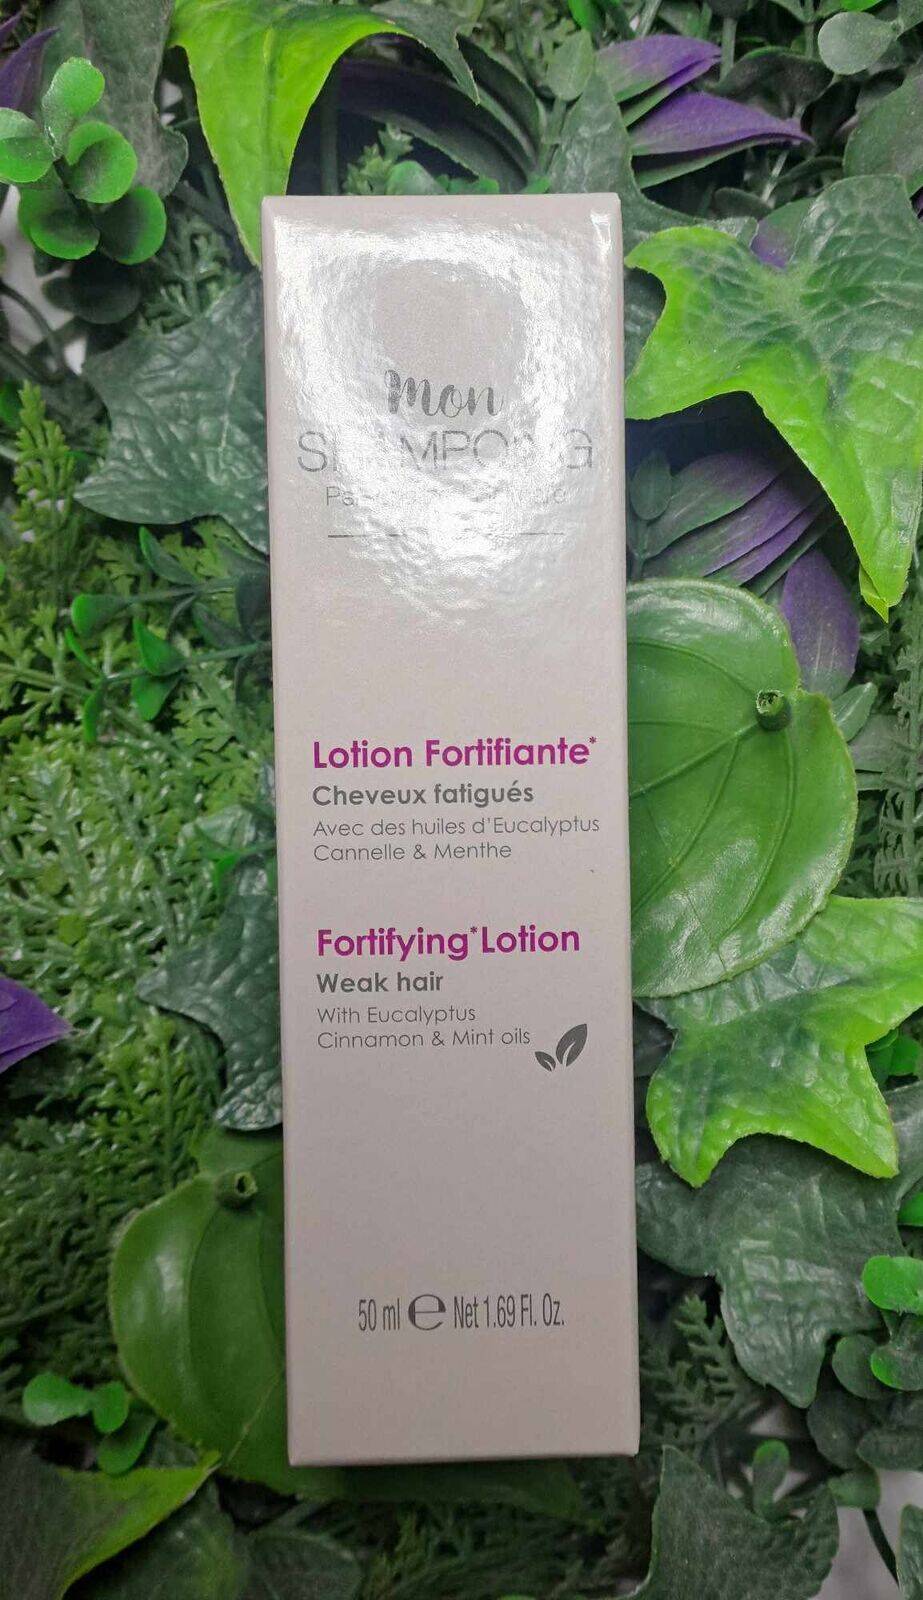 Mon
SHAMPOING
Lotion Fortifiante*
Cheveux fatigués
Avec des huiles d'Eucalyptus
Cannelle & Menthe
Fortifying*Lotion
Weak hair
With Eucalyptus
Cinnamon & Mint oils
50 ml ℮ Net 1.69 Fl. Oz.